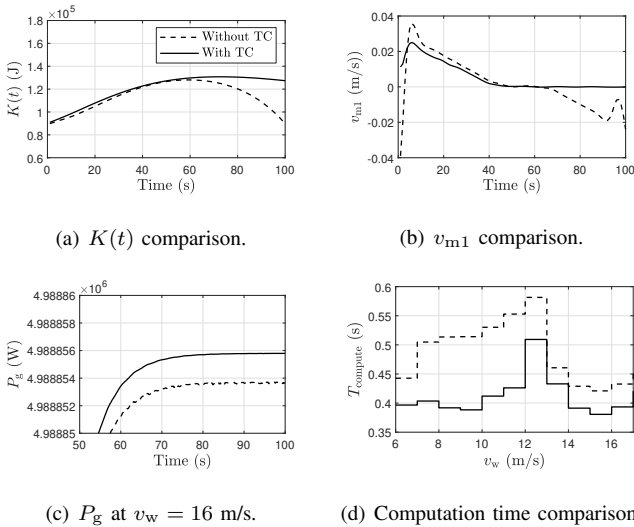 ×10⁵
1.8
1.6
1.4
1.2
1
0.8
0.6
K(t) (J)
Without TC
With TC
0 20 40 60 80 100
Time (s)
(a) K(t) comparison.
0.04
0.02
0
-0.02
-0.04
v_m1 (m/s))
0 20 40 60 80 100
Time (s)
(b) v_m1 comparison.
×10⁶
4.98886
4.988858
4.988856
4.988854
4.988852
4.98885
P_g (W)
50 60 70 80 90 100
Time (s)
(c) P_g at v_w = 16 m/s.
0.6
0.55
0.5
0.45
0.4
0.35
T_compute (s)
6 8 10 12 14 16
v_w (m/s)
(d) Computation time comparison